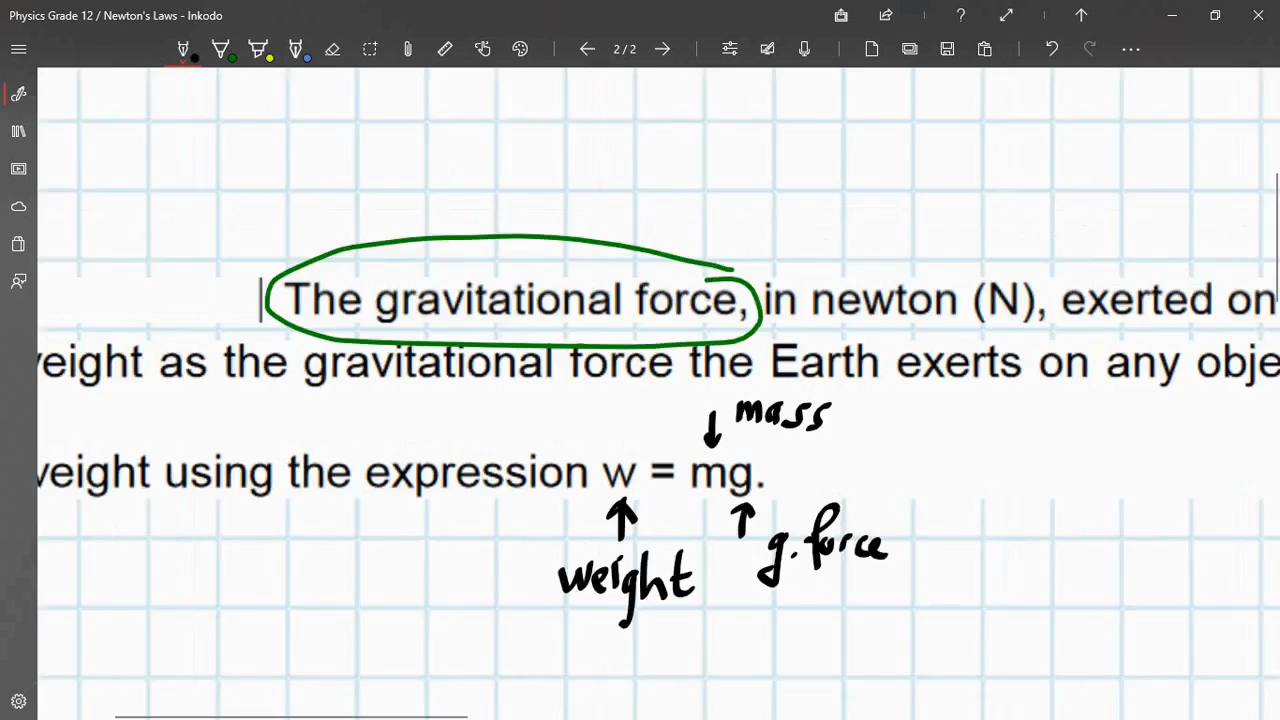 Physics Grade 12 / Newton's Laws - Inkodo
2/2
The gravitational force, in newton (N), exerted on
veight as the gravitational force the Earth exerts on any obje
mass
veight using the expression w = mg.
g. force
weight